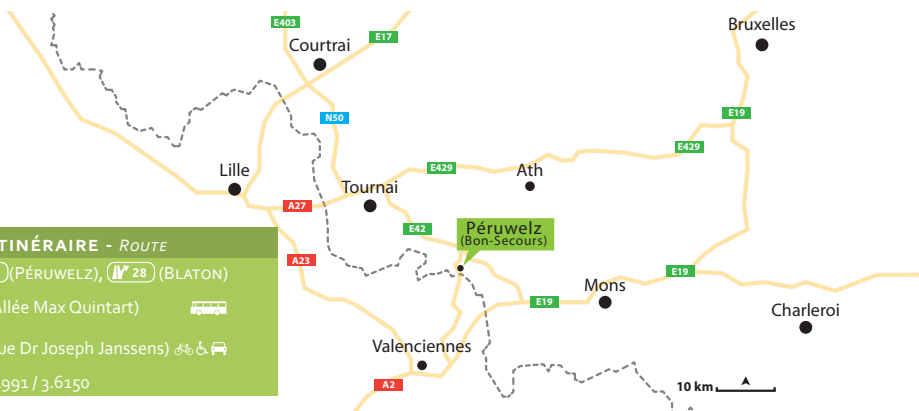 E403
Bruxelles
E17
Courtrai
E19
N50
E429
E429
Lille
Ath
Tournai
A27
E42
Péruwelz
(Bon-Secours)
A23
E19
Mons
E19
Charleroi
Valenciennes
A2
10 km
TINÉRAIRE - ROUTE
(PÉRUWELZ), 28 (BLATON)
llée Max Quintart)
ue Dr Joseph Janssens)
991 / 3.6150